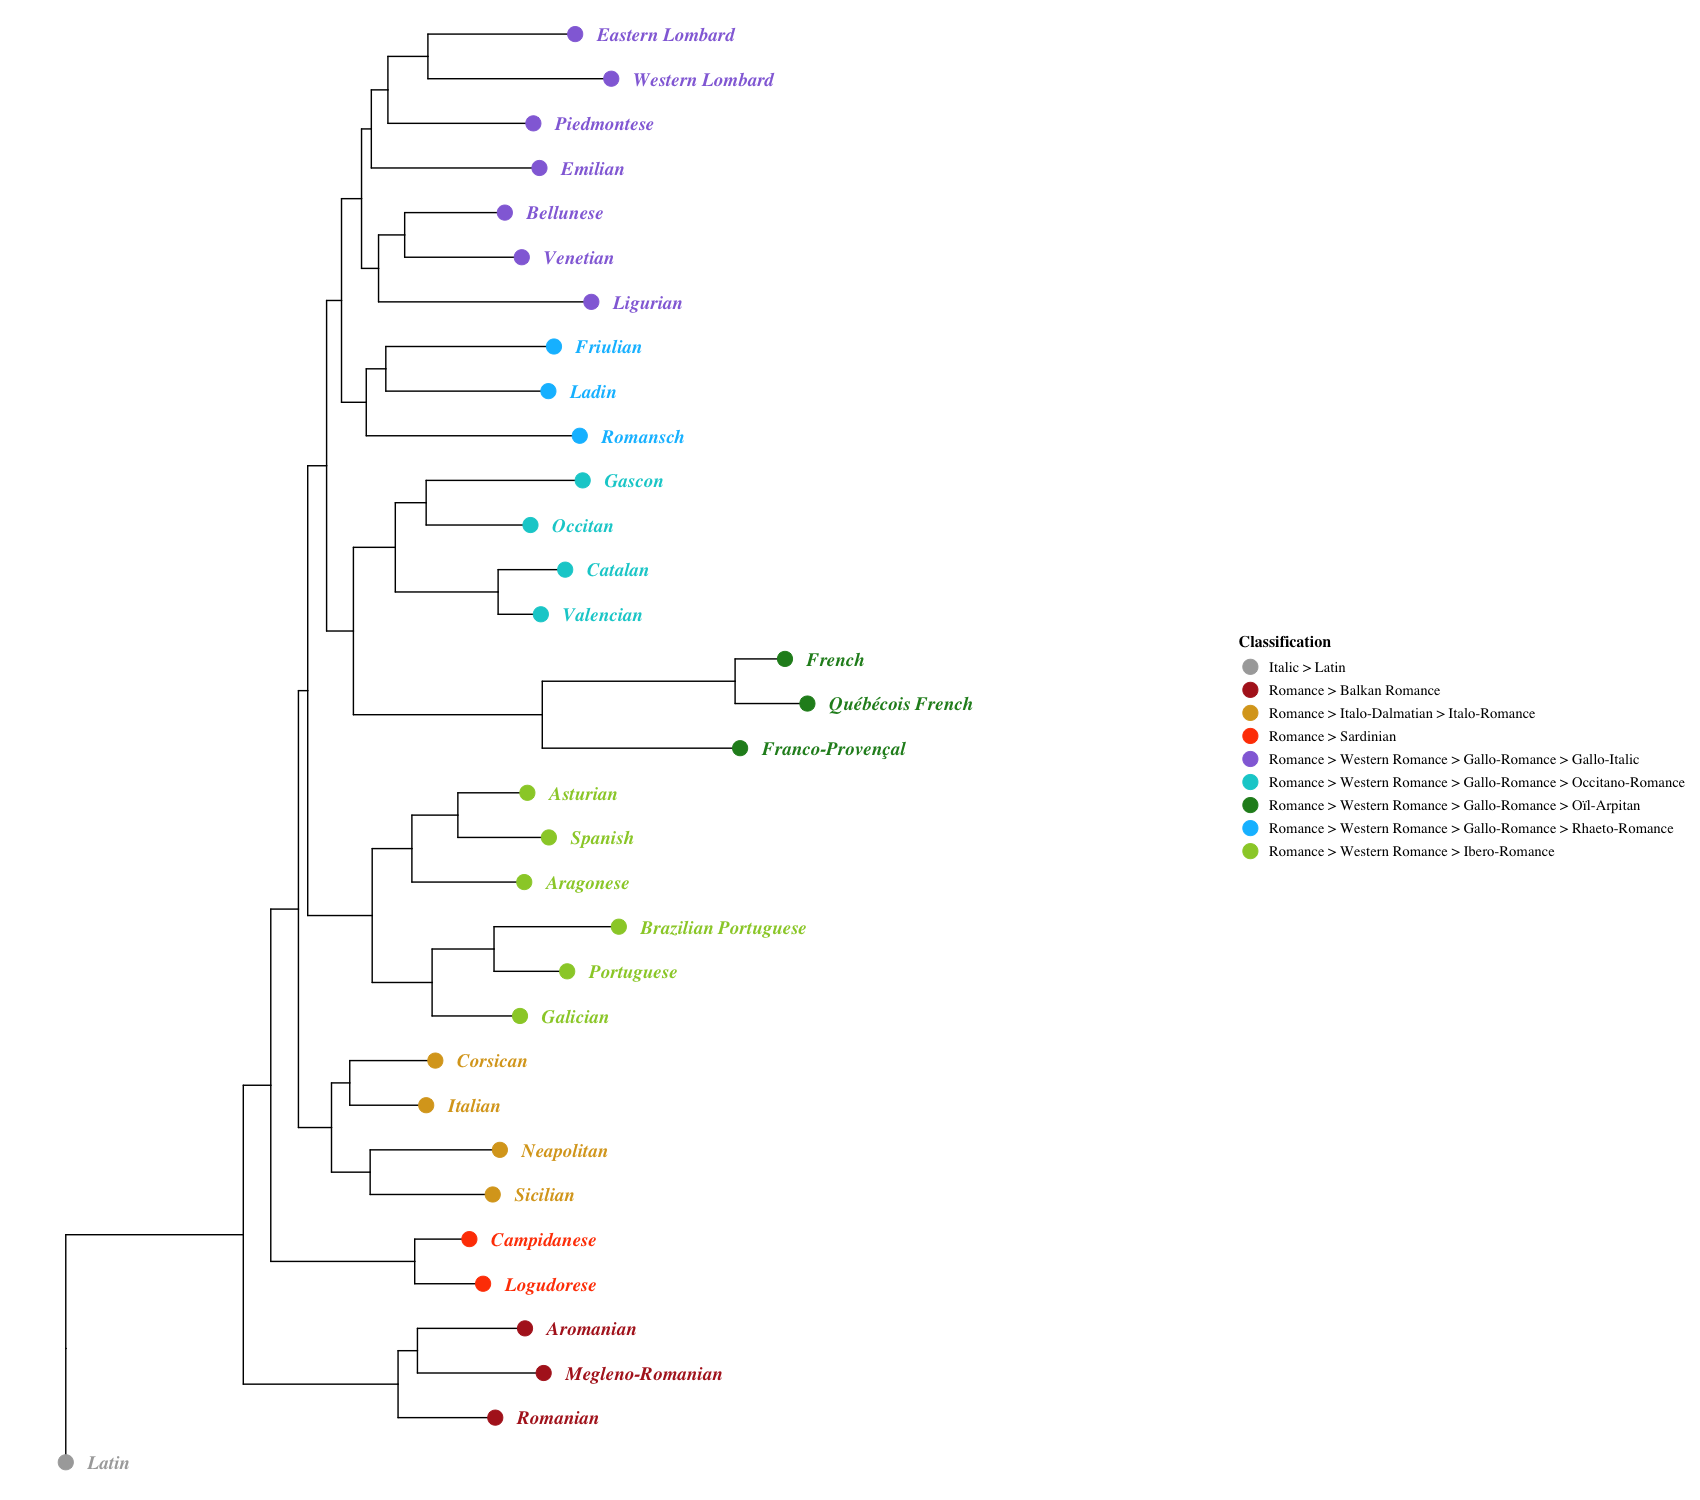 Eastern Lombard
Western Lombard
Piedmontese
Emilian
Bellunese
Venetian
Ligurian
Friulian
Ladin
Romansch
Gascon
Occitan
Catalan
Valencian
French
Québécois French
Franco-Provençal
Asturian
Spanish
Aragonese
Brazilian Portuguese
Portuguese
Galician
Corsican
Italian
Neapolitan
Sicilian
Campidanese
Logudorese
Aromanian
Megleno-Romanian
Romanian
Latin
Classification
Italic > Latin
Romance > Balkan Romance
Romance > Italo-Dalmatian > Italo-Romance
Romance > Sardinian
Romance > Western Romance > Gallo-Romance > Gallo-Italic
Romance > Western Romance > Gallo-Romance > Occitano-Romance
Romance > Western Romance > Gallo-Romance > Oïl-Arpitan
Romance > Western Romance > Gallo-Romance > Rhaeto-Romance
Romance > Western Romance > Ibero-Romance